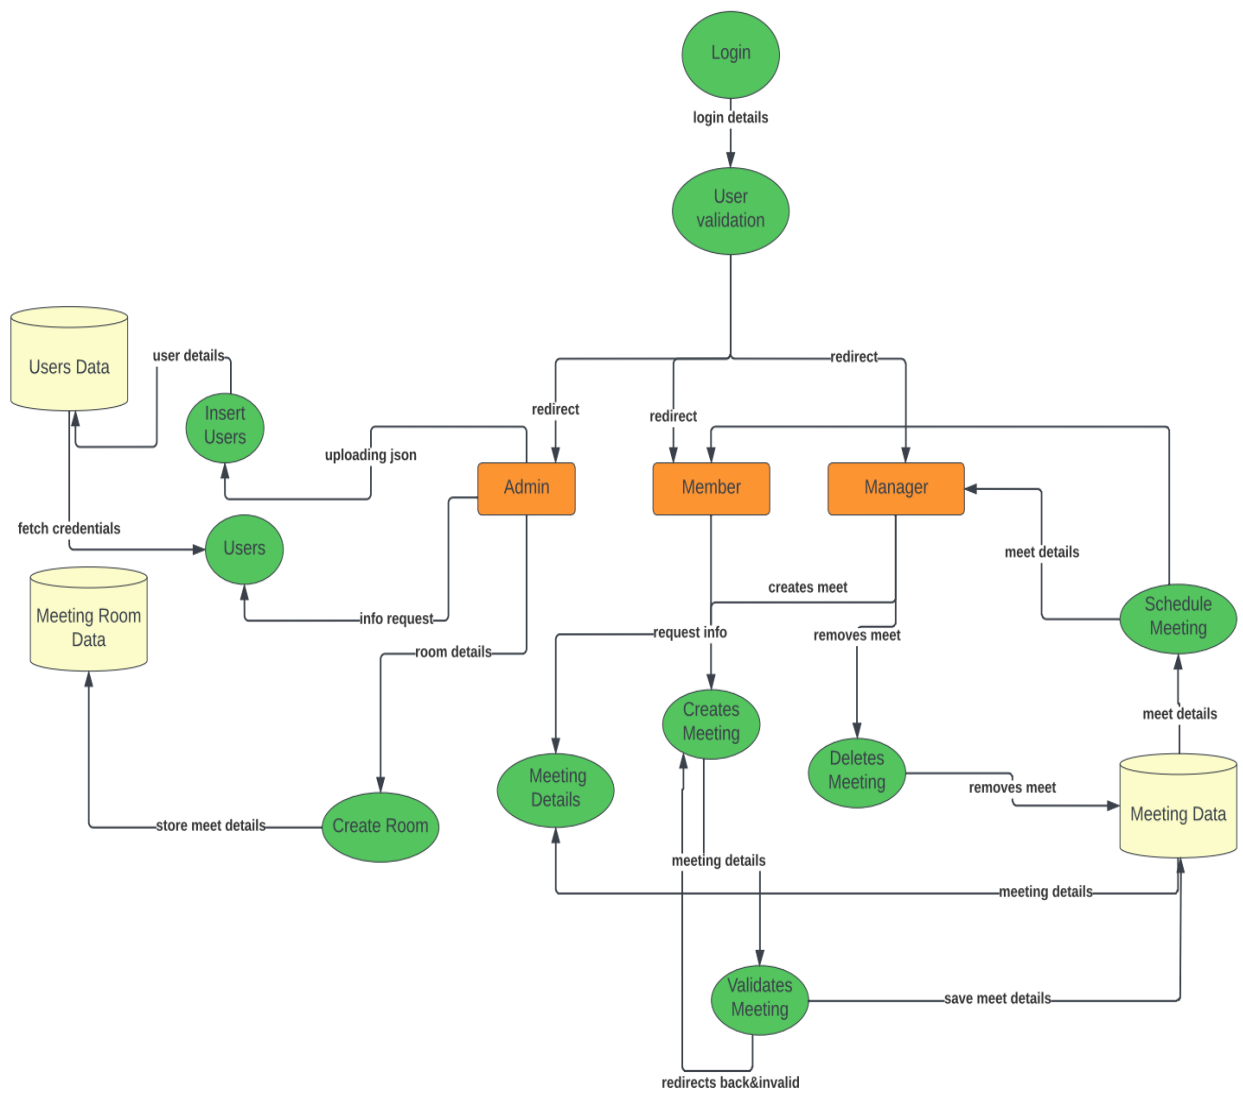 Login
login details
User
validation
Users Data
user details
redirect
Insert
Users
redirect
redirect
uploading json
Admin
Member
Manager
fetch credentials
Users
meet details
Meeting Room
Data
info request
creates meet
Schedule
Meeting
request info
removes meet
room details
Creates
Meeting
meet details
Meeting
Details
Deletes
Meeting
removes meet
Meeting Data
store meet details
Create Room
meeting details
meeting details
Validates
Meeting
save meet details
redirects back&invalid